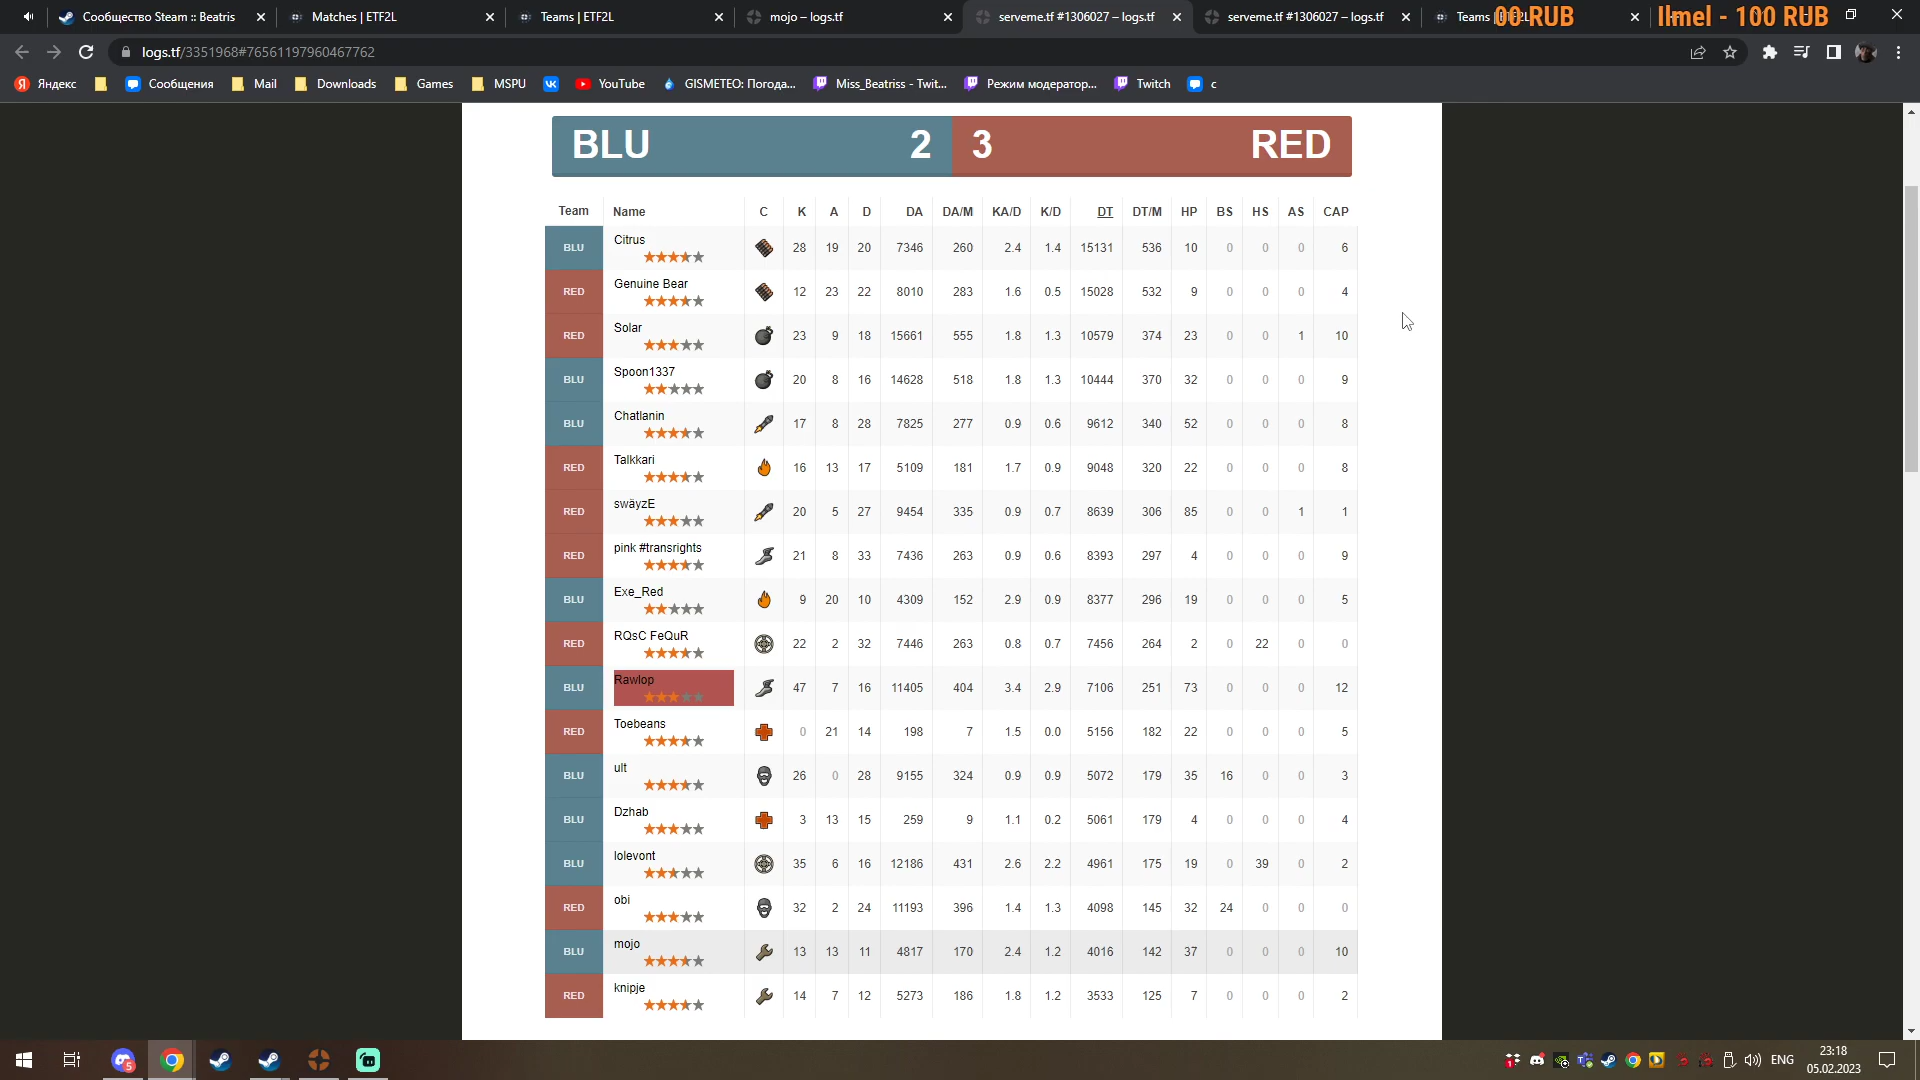 Сообщество Steam :: Beatris
Matches | ETF2L
Teams | ETF2L
mojo – logs.tf
serveme.tf #1306027 – logs.tf
serveme.tf #1306027 – logs.tf
Teams | ETF2L
00 RUB
Ilmel - 100 RUB
logs.tf/3351968#76561197960467762
Яндекс
Сообщения
Mail
Downloads
Games
MSPU
YouTube
GISMETEO: Погода...
Miss_Beatriss - Twit...
Режим модератор...
Twitch
с
BLU 2 3 RED
Team Name C K A D DA DA/M KA/D K/D DT DT/M HP BS HS AS CAP
BLU Citrus 28 19 20 7346 260 2.4 1.4 15131 536 10 0 0 0 6
RED Genuine Bear 12 23 22 8010 283 1.6 0.5 15028 532 9 0 0 0 4
RED Solar 23 9 18 15661 555 1.8 1.3 10579 374 23 0 0 1 10
BLU Spoon1337 20 8 16 14628 518 1.8 1.3 10444 370 32 0 0 0 9
BLU Chatlanin 17 8 28 7825 277 0.9 0.6 9612 340 52 0 0 0 8
RED Talkkari 16 13 17 5109 181 1.7 0.9 9048 320 22 0 0 0 8
RED swäyzE 20 5 27 9454 335 0.9 0.7 8639 306 85 0 0 1 1
RED pink #transrights 21 8 33 7436 263 0.9 0.6 8393 297 4 0 0 0 9
BLU Exe_Red 9 20 10 4309 152 2.9 0.9 8377 296 19 0 0 0 5
RED RQsC FeQuR 22 2 32 7446 263 0.8 0.7 7456 264 2 0 22 0 0
BLU Rawlop 47 7 16 11405 404 3.4 2.9 7106 251 73 0 0 0 12
RED Toebeans 0 21 14 198 7 1.5 0.0 5156 182 22 0 0 0 5
BLU ult 26 0 28 9155 324 0.9 0.9 5072 179 35 16 0 0 3
BLU Dzhab 3 13 15 259 9 1.1 0.2 5061 179 4 0 0 0 4
BLU lolevont 35 6 16 12186 431 2.6 2.2 4961 175 19 0 39 0 2
RED obi 32 2 24 11193 396 1.4 1.3 4098 145 32 24 0 0 0
BLU mojo 13 13 11 4817 170 2.4 1.2 4016 142 37 0 0 0 10
RED knipje 14 7 12 5273 186 1.8 1.2 3533 125 7 0 0 0 2
5
ENG
23:18
05.02.2023